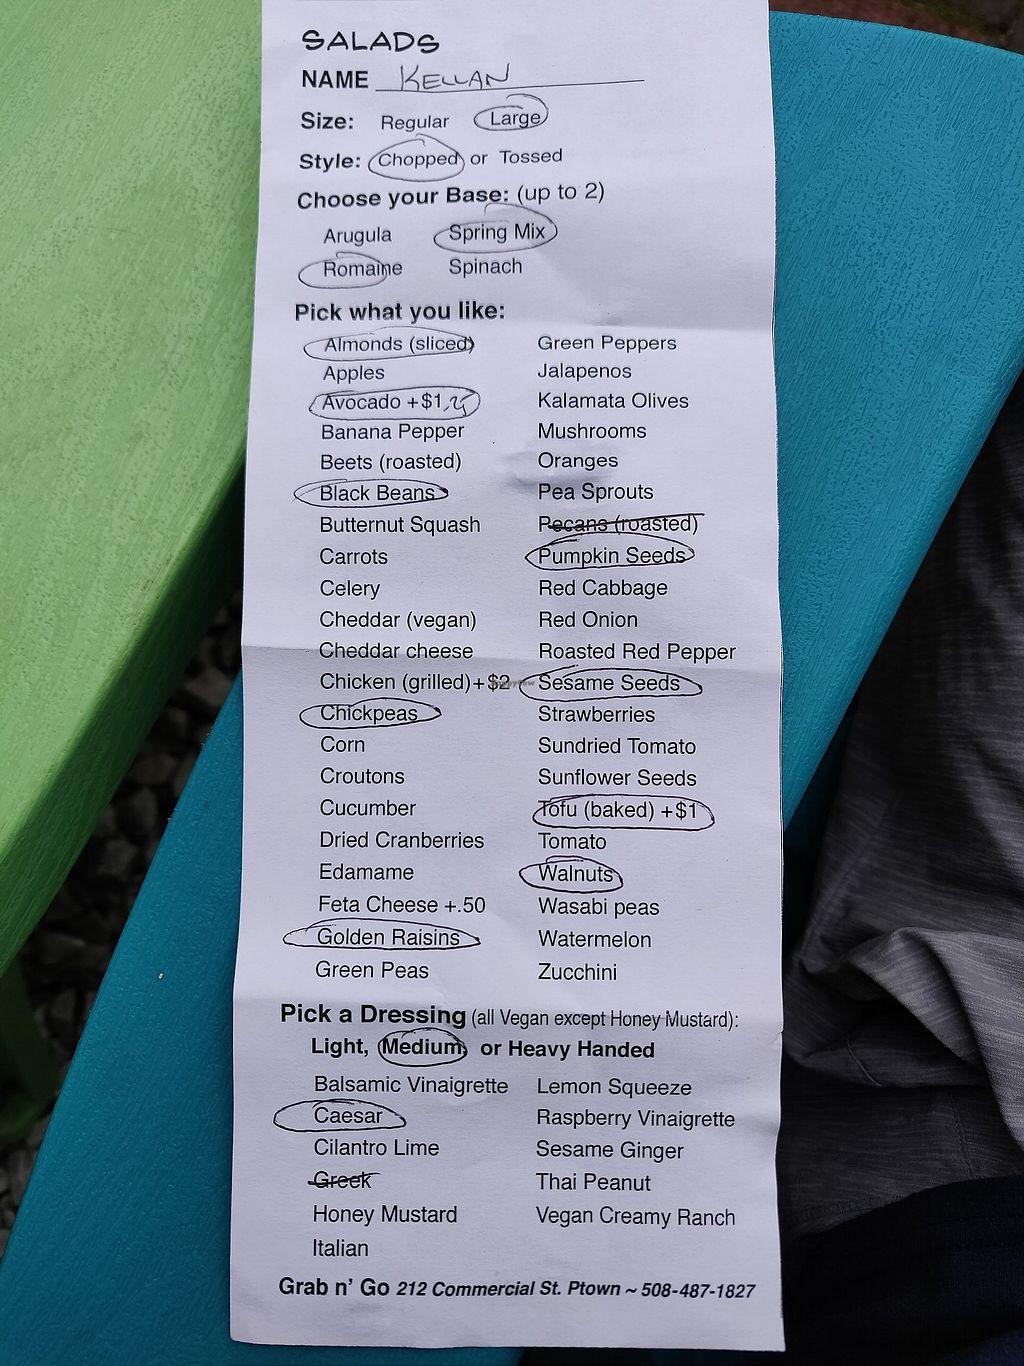 SALADS
NAME KELLAN
Size: Regular Large
Style: Chopped or Tossed
Choose your Base: (up to 2)
Arugula Spring Mix
Romaine Spinach
Pick what you like:
Almonds (sliced) Green Peppers
Apples Jalapenos
Avocado +$1.25 Kalamata Olives
Banana Pepper Mushrooms
Beets (roasted) Oranges
Black Beans Pea Sprouts
Butternut Squash Pecans (roasted)
Carrots Pumpkin Seeds
Celery Red Cabbage
Cheddar (vegan) Red Onion
Cheddar cheese Roasted Red Pepper
Chicken (grilled)+$2 Sesame Seeds
Chickpeas Strawberries
Corn Sundried Tomato
Croutons Sunflower Seeds
Cucumber Tofu (baked) +$1
Dried Cranberries Tomato
Edamame Walnuts
Feta Cheese +.50 Wasabi peas
Golden Raisins Watermelon
Green Peas Zucchini
Pick a Dressing (all Vegan except Honey Mustard):
Light, Medium, or Heavy Handed
Balsamic Vinaigrette Lemon Squeeze
Caesar Raspberry Vinaigrette
Cilantro Lime Sesame Ginger
Greek Thai Peanut
Honey Mustard Vegan Creamy Ranch
Italian
Grab n' Go 212 Commercial St. Ptown ~ 508-487-1827